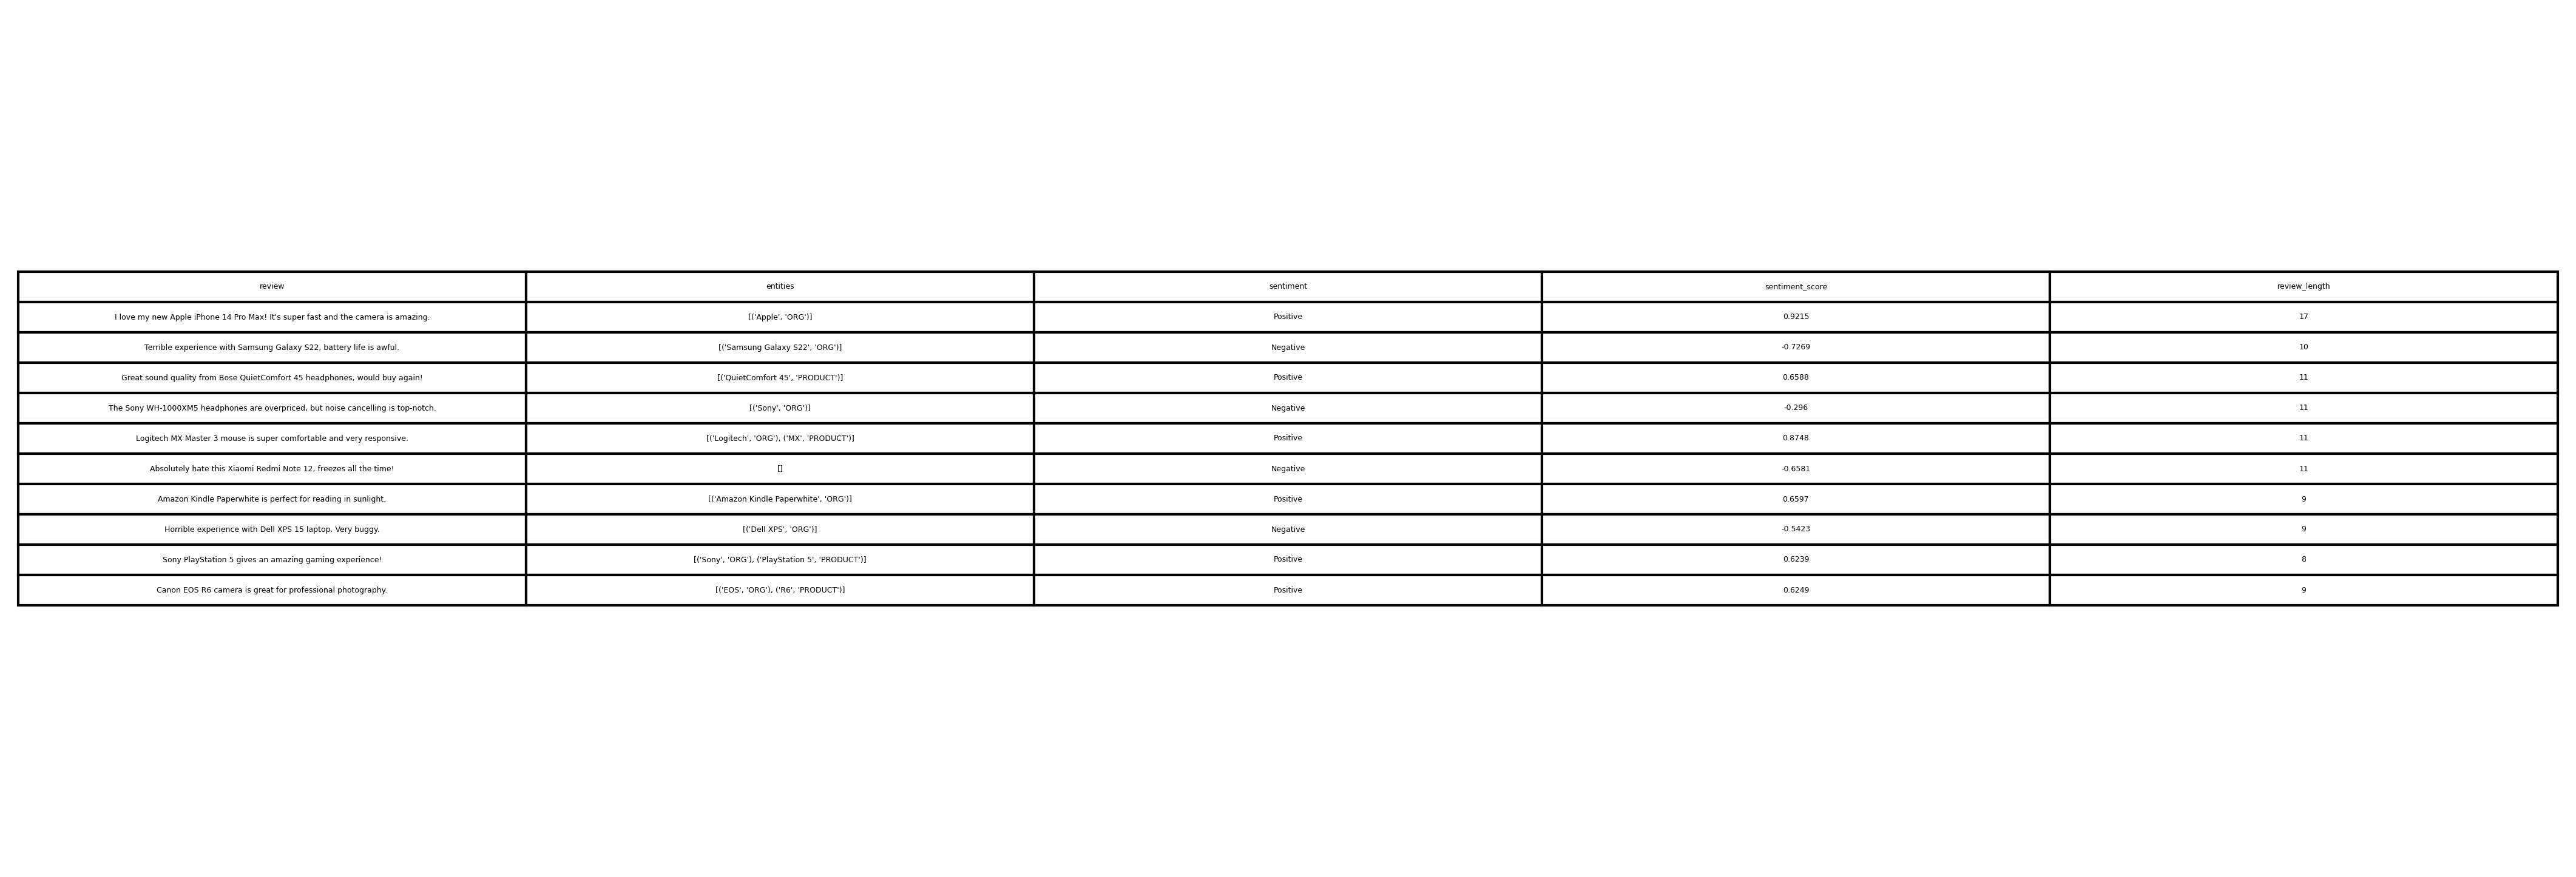 review entities sentiment sentiment_score review_length
I love my new Apple iPhone 14 Pro Max! It's super fast and the camera is amazing. [('Apple', 'ORG')] Positive 0.9215 17
Terrible experience with Samsung Galaxy S22, battery life is awful. [('Samsung Galaxy S22', 'ORG')] Negative -0.7269 10
Great sound quality from Bose QuietComfort 45 headphones, would buy again! [('QuietComfort 45', 'PRODUCT')] Positive 0.6588 11
The Sony WH-1000XM5 headphones are overpriced, but noise cancelling is top-notch. [('Sony', 'ORG')] Negative -0.296 11
Logitech MX Master 3 mouse is super comfortable and very responsive. [('Logitech', 'ORG'), ('MX', 'PRODUCT')] Positive 0.8748 11
Absolutely hate this Xiaomi Redmi Note 12, freezes all the time! [] Negative -0.6581 11
Amazon Kindle Paperwhite is perfect for reading in sunlight. [('Amazon Kindle Paperwhite', 'ORG')] Positive 0.6597 9
Horrible experience with Dell XPS 15 laptop. Very buggy. [('Dell XPS', 'ORG')] Negative -0.5423 9
Sony PlayStation 5 gives an amazing gaming experience! [('Sony', 'ORG'), ('PlayStation 5', 'PRODUCT')] Positive 0.6239 8
Canon EOS R6 camera is great for professional photography. [('EOS', 'ORG'), ('R6', 'PRODUCT')] Positive 0.6249 9